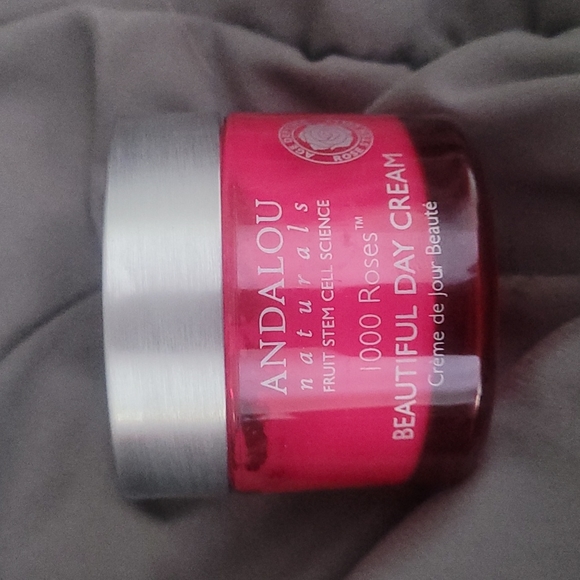 ANDALOU
naturals
FRUIT STEM CELL SCIENCE
1000 Roses™
BEAUTIFUL DAY CREAM
Crème de Jour Beauté